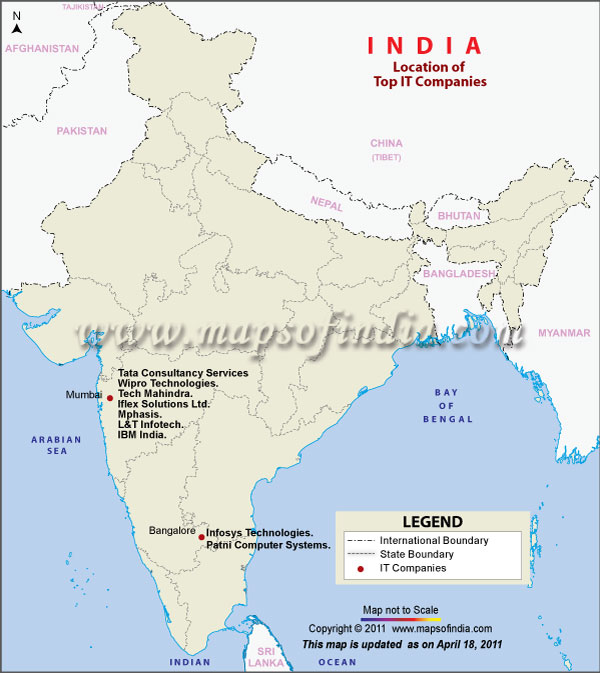 N
TAJIKISTAN
AFGHANISTAN
INDIA
Location of
Top IT Companies
PAKISTAN
CHINA
(TIBET)
NEPAL
BHUTAN
BANGLADESH
www.mapsofindia.com
MYANMAR
Tata Consultancy Services
Wipro Technologies.
Mumbai
Tech Mahindra.
Iflex Solutions Ltd.
Mphasis.
L&T Infotech.
IBM India.
BAY
OF
BENGAL
ARABIAN
SEA
Bangalore
Infosys Technologies.
Patni Computer Systems.
LEGEND
International Boundary
State Boundary
IT Companies
Map not to Scale
Copyright © 2011 www.mapsofindia.com
This map is updated as on April 18, 2011
SRI
LANKA
INDIAN OCEAN